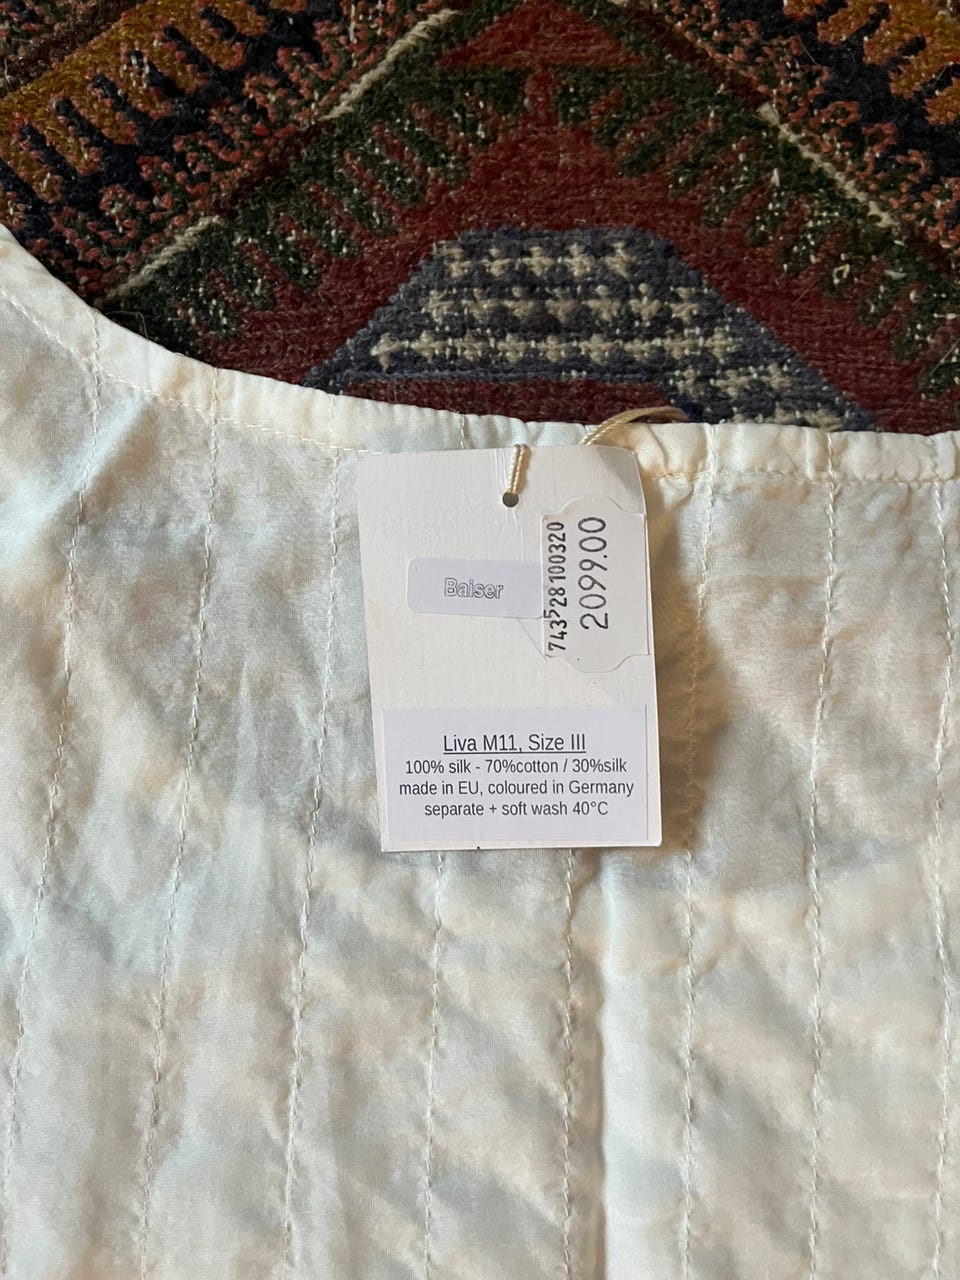 Baiser
743528100320
2099.00
Liva M11, Size III
100% silk - 70%cotton / 30%silk
made in EU, coloured in Germany
separate + soft wash 40°C